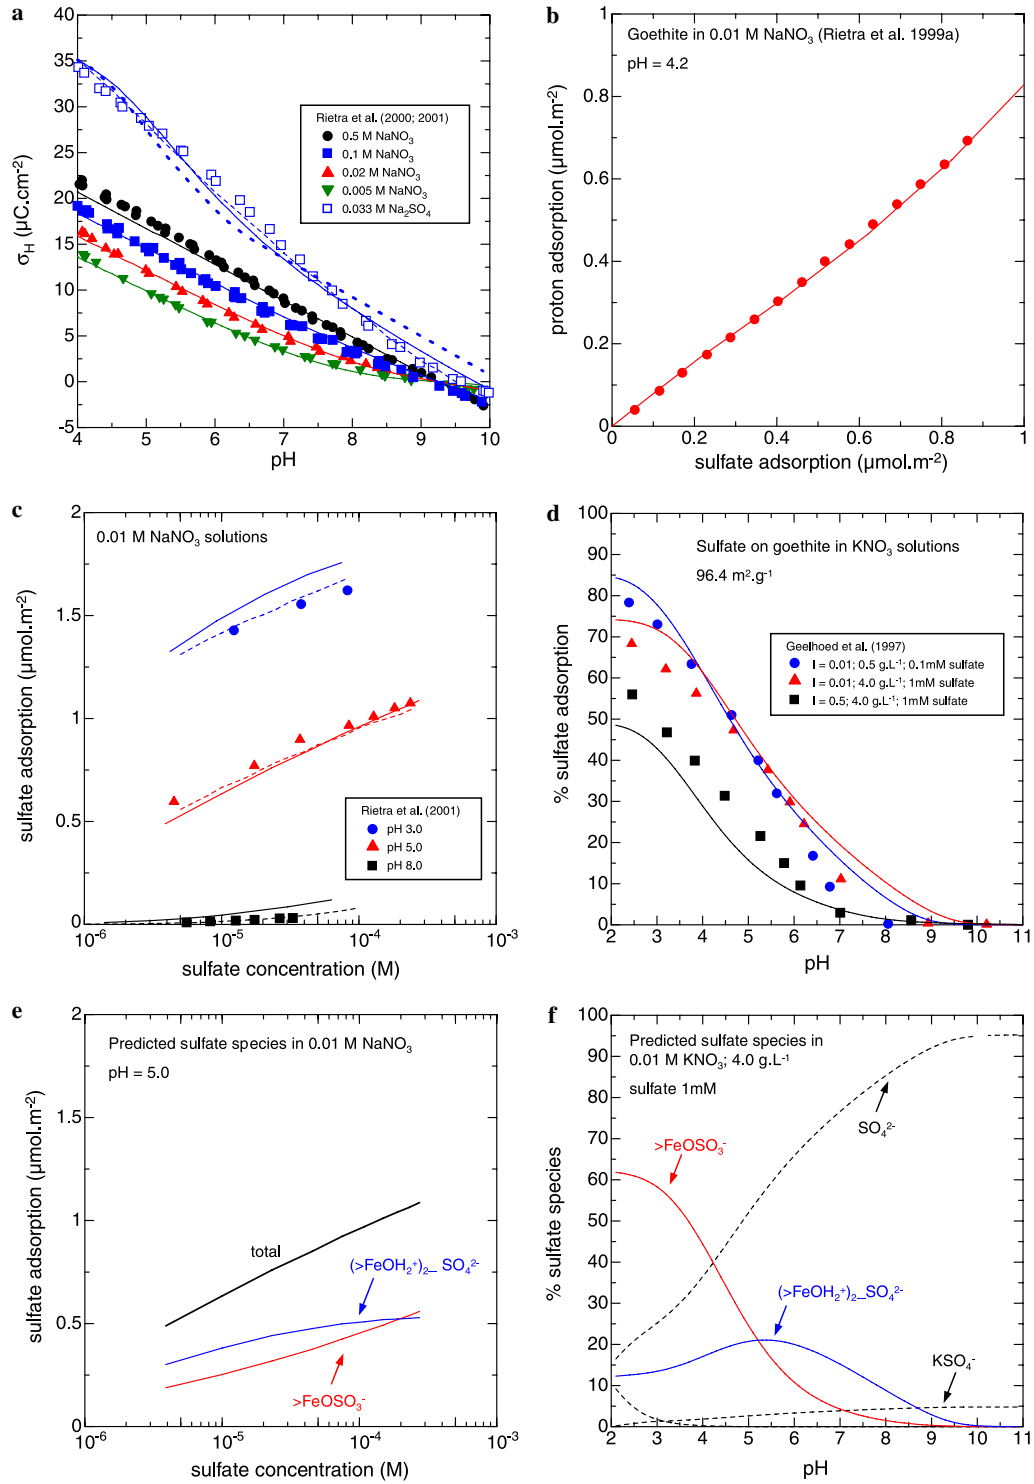 a
σH (µC.cm-2)
40
35
30
25
20
15
10
5
0
-5
4 5 6 7 8 9 10
pH
Rietra et al. (2000; 2001)
0.5 M NaNO3
0.1 M NaNO3
0.02 M NaNO3
0.005 M NaNO3
0.033 M Na2SO4
b
Goethite in 0.01 M NaNO3 (Rietra et al. 1999a)
pH = 4.2
proton adsorption (µmol.m-2)
1
0.8
0.6
0.4
0.2
0
0 0.2 0.4 0.6 0.8 1
sulfate adsorption (µmol.m-2)
c
0.01 M NaNO3 solutions
sulfate adsorption (µmol.m-2)
2
1.5
1
0.5
0
Rietra et al. (2001)
pH 3.0
pH 5.0
pH 8.0
10-6 10-5 10-4 10-3
sulfate concentration (M)
d
Sulfate on goethite in KNO3 solutions
96.4 m2.g-1
% sulfate adsorption
100
90
80
70
60
50
40
30
20
10
0
Geelhoed et al. (1997)
I = 0.01; 0.5 g.L-1; 0.1mM sulfate
I = 0.01; 4.0 g.L-1; 1mM sulfate
I = 0.5; 4.0 g.L-1; 1mM sulfate
2 3 4 5 6 7 8 9 10 11
pH
e
Predicted sulfate species in 0.01 M NaNO3
pH = 5.0
sulfate adsorption (µmol.m-2)
2
1.5
1
0.5
0
total
(>FeOH2+)2_ SO42-
>FeOSO3-
10-6 10-5 10-4 10-3
sulfate concentration (M)
f
Predicted sulfate species in
0.01 M KNO3; 4.0 g.L-1
sulfate 1mM
% sulfate species
100
90
80
70
60
50
40
30
20
10
0
SO42-
>FeOSO3-
(>FeOH2+)2_SO42-
KSO4-
2 3 4 5 6 7 8 9 10 11
pH